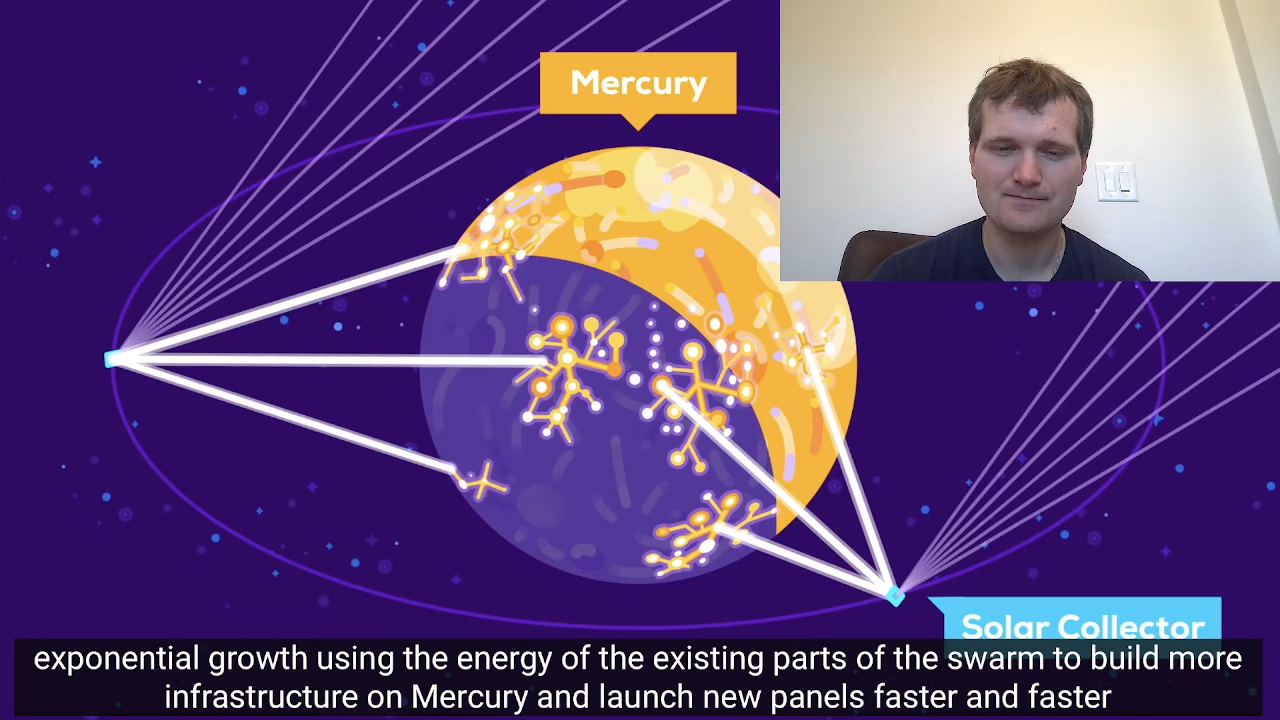 Mercury
Solar Collector
exponential growth using the energy of the existing parts of the swarm to build more
infrastructure on Mercury and launch new panels faster and faster